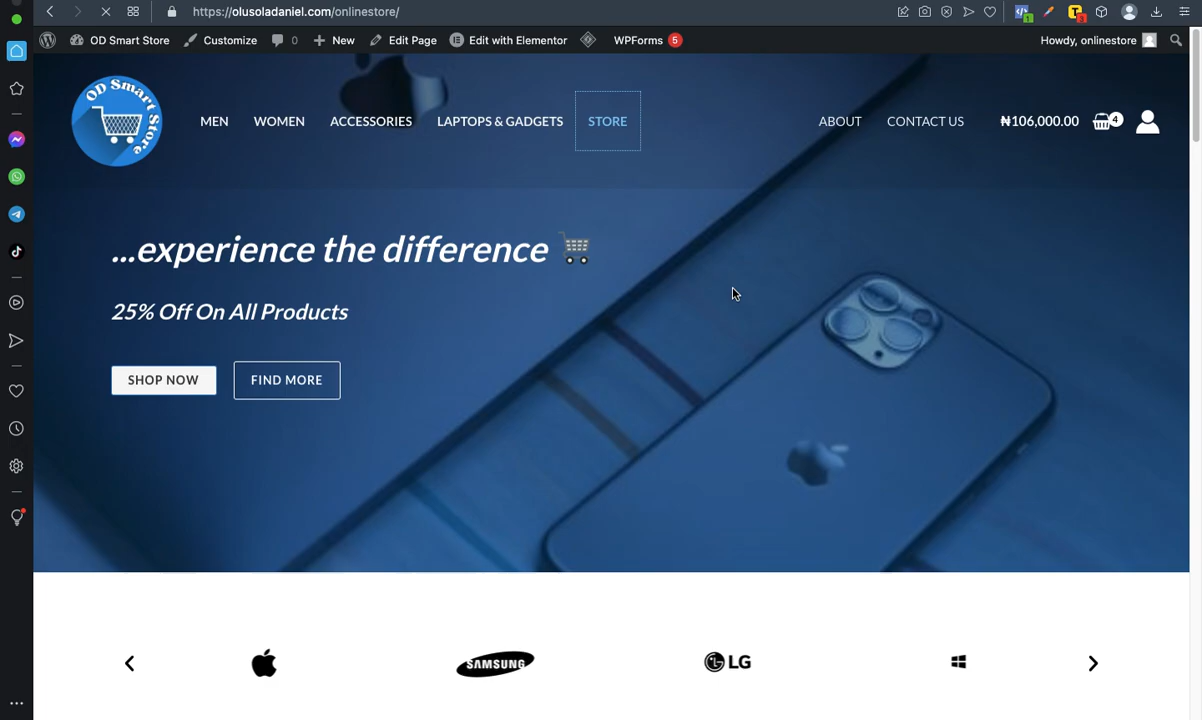 https://olusoladaniel.com/onlinestore/
1
3
OD Smart Store
Customize
0
New
Edit Page
Edit with Elementor
WPForms
5
Howdy, onlinestore
OD Smart Store
MEN
WOMEN
ACCESSORIES
LAPTOPS & GADGETS
STORE
ABOUT
CONTACT US
₦106,000.00
4
...experience the difference
25% Off On All Products
SHOP NOW
FIND MORE
SAMSUNG
LG